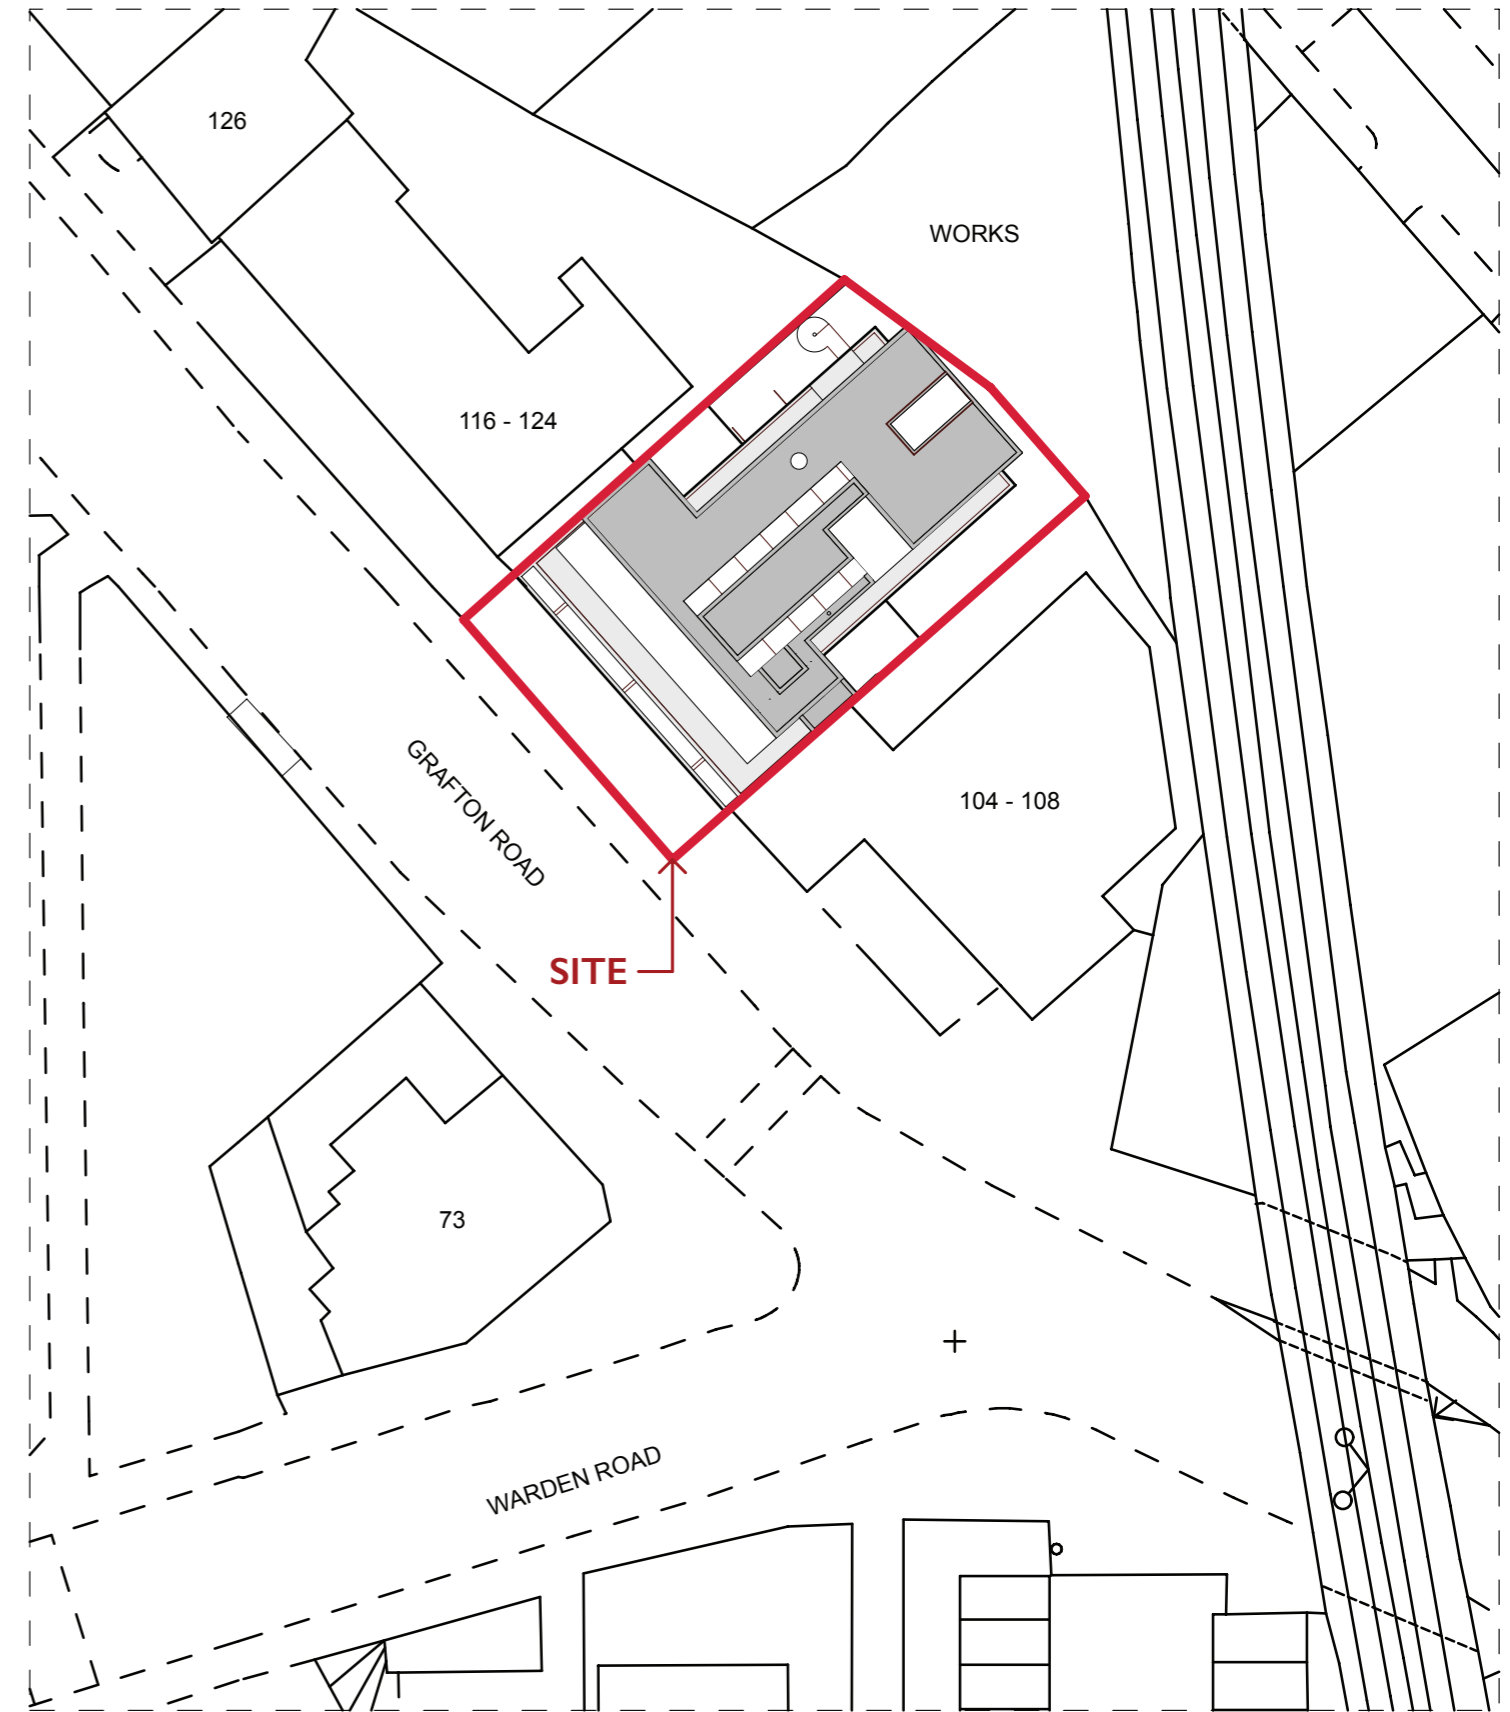 126
WORKS
116 - 124
104 - 108
GRAFTON ROAD
SITE
73
WARDEN ROAD